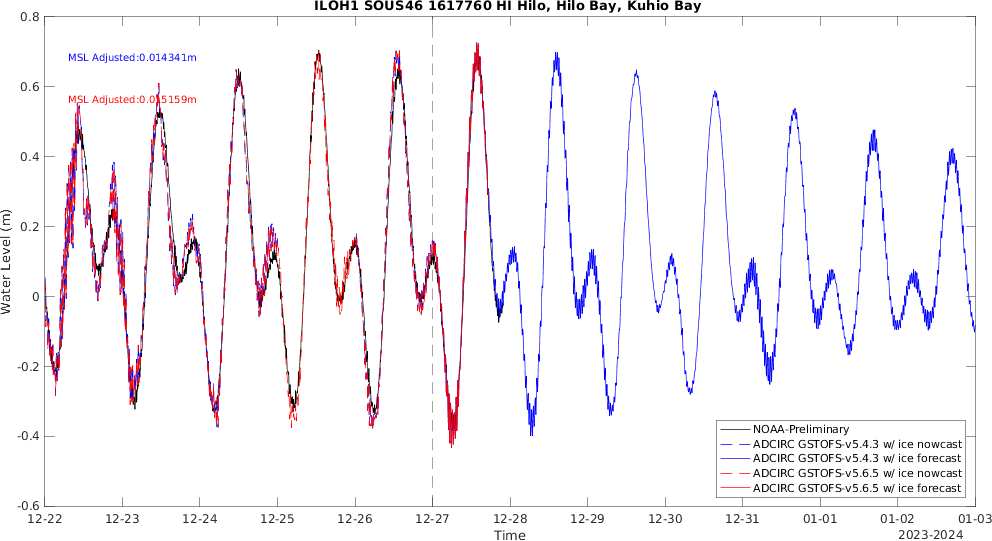 ILOH1 SOUS46 1617760 HI Hilo, Hilo Bay, Kuhio Bay
0.8
MSL Adjusted:0.014341m
0.6
MSL Adjusted:0.015159m
0.4
0.2
Water Level (m)
0
-0.2
-0.4
NOAA-Preliminary
ADCIRC GSTOFS-v5.4.3 w/ ice nowcast
ADCIRC GSTOFS-v5.4.3 w/ ice forecast
ADCIRC GSTOFS-v5.6.5 w/ ice nowcast
ADCIRC GSTOFS-v5.6.5 w/ ice forecast
-0.6
12-22 12-23 12-24 12-25 12-26 12-27 12-28 12-29 12-30 12-31 01-01 01-02 01-03
Time
2023-2024